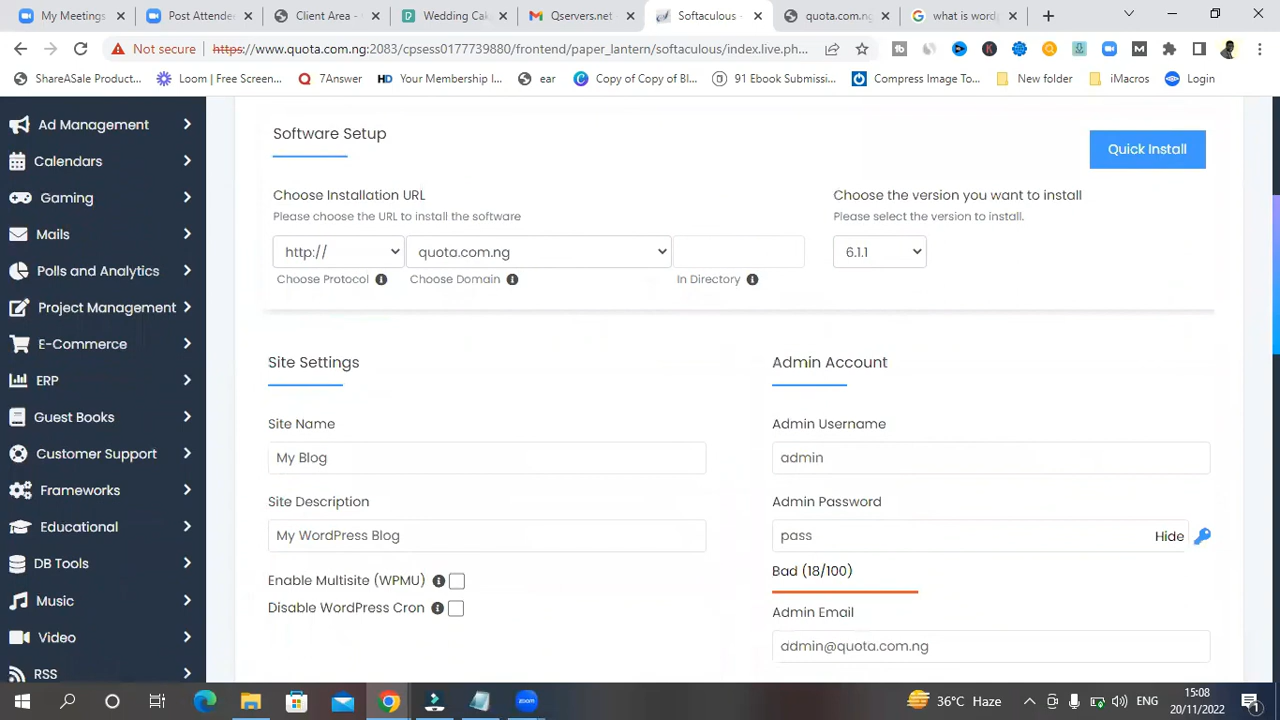 My Meetings
Post Attende
Client Area -
Wedding Cak
Qservers.net -
Softaculous -
quota.com.ng
what is word
Not secure
https://www.quota.com.ng:2083/cpsess0177739880/frontend/paper_lantern/softaculous/index.live.ph...
ShareASale Produc...
Loom | Free Screen...
7Answer
HD Your Membership I...
ear
Copy of Copy of Bl...
91 Ebook Submissi...
Compress Image To...
New folder
iMacros
Login
Ad Management
Calendars
Gaming
Mails
Polls and Analytics
Project Management
E-Commerce
ERP
Guest Books
Customer Support
Frameworks
Educational
DB Tools
Music
Video
RSS
Software Setup
Quick Install
Choose Installation URL
Please choose the URL to install the software
Choose the version you want to install
Please select the version to install.
http://
quota.com.ng
6.1.1
Choose Protocol
Choose Domain
In Directory
Site Settings
Admin Account
Site Name
Admin Username
My Blog
admin
Site Description
Admin Password
My WordPress Blog
pass
Hide
Bad (18/100)
Enable Multisite (WPMU)
Disable WordPress Cron
Admin Email
admin@quota.com.ng
zoom
36°C Haze
ENG
15:08
20/11/2022
1